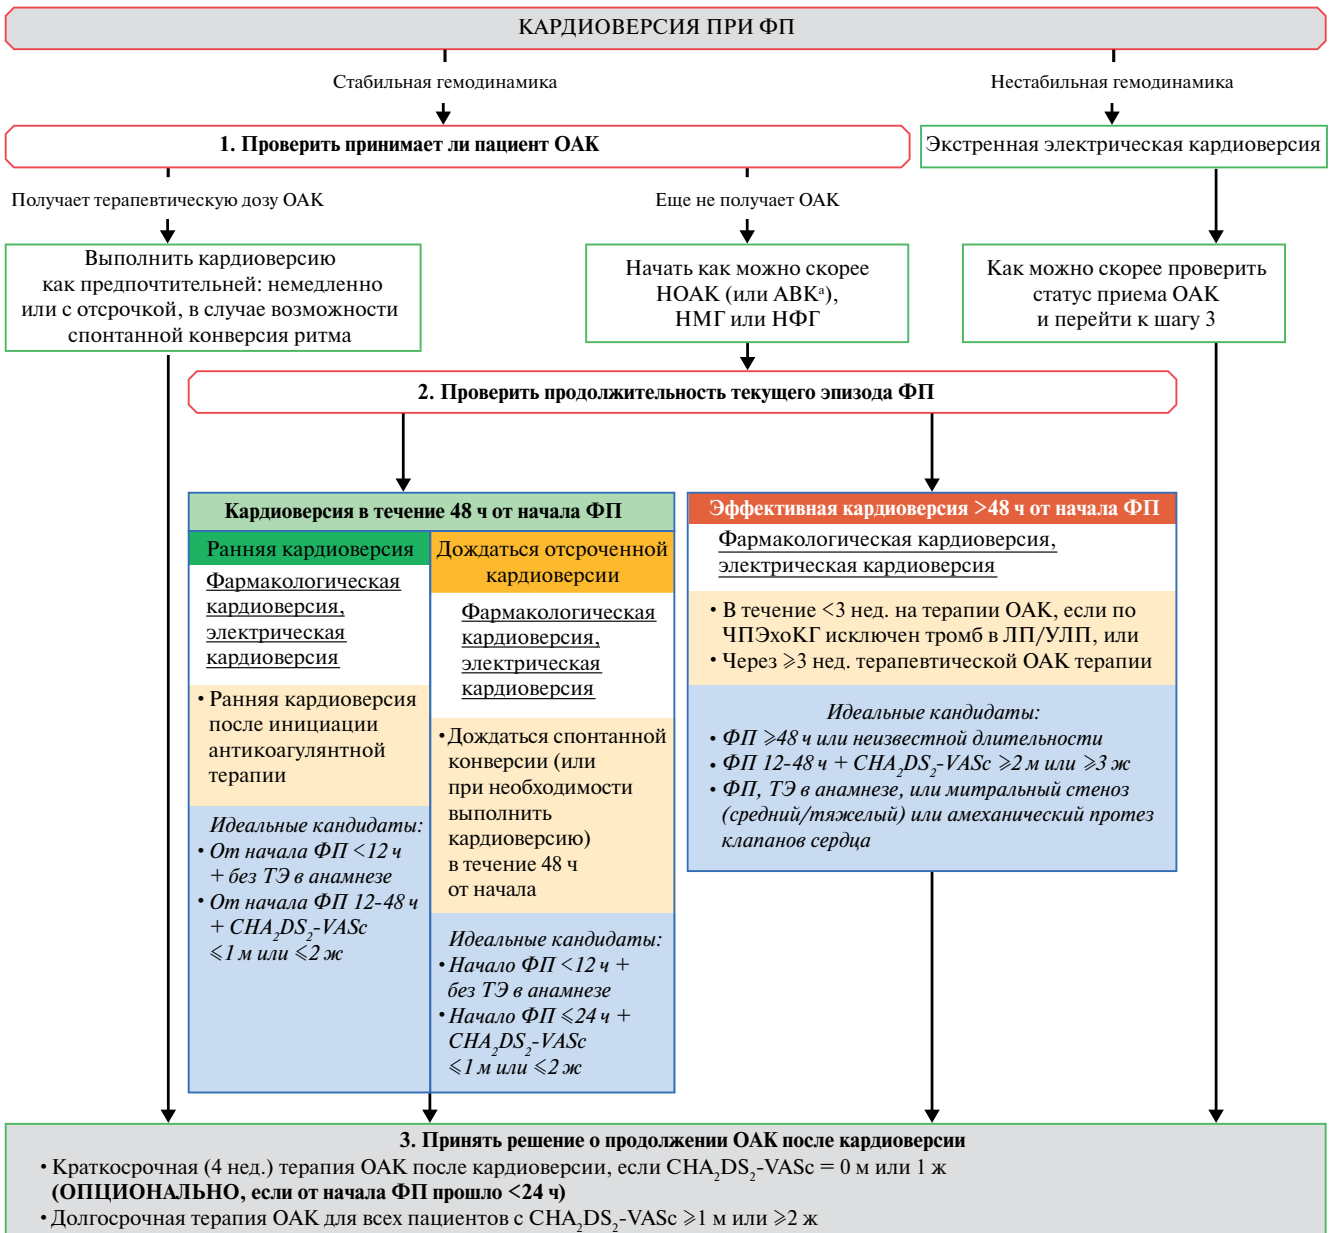 КАРДИОВЕРСИЯ ПРИ ФП
Стабильная гемодинамика
Нестабильная гемодинамика
1. Проверить принимает ли пациент ОАК
Экстренная электрическая кардиоверсия
Получает терапевтическую дозу ОАК
Еще не получает ОАК
Выполнить кардиоверсию
как предпочтительней: немедленно
или с отсрочкой, в случае возможности
спонтанной конверсия ритма
Начать как можно скорее
НОАК (или АВКᵃ),
НМГ или НФГ
Как можно скорее проверить
статус приема ОАК
и перейти к шагу 3
2. Проверить продолжительность текущего эпизода ФП
Кардиоверсия в течение 48 ч от начала ФП
Ранняя кардиоверсия
Фармакологическая
кардиоверсия,
электрическая
кардиоверсия
• Ранняя кардиоверсия
после инициации
антикоагулянтной
терапии
Идеальные кандидаты:
• От начала ФП <12 ч
+ без ТЭ в анамнезе
• От начала ФП 12-48 ч
+ CHA₂DS₂-VASc
⩽1 м или ⩽2 ж
Дождаться отсроченной
кардиоверсии
Фармакологическая
кардиоверсия,
электрическая
кардиоверсия
• Дождаться спонтанной
конверсии (или
при необходимости
выполнить
кардиоверсию)
в течение 48 ч
от начала
Идеальные кандидаты:
• Начало ФП <12 ч +
без ТЭ в анамнезе
• Начало ФП ⩽24 ч +
CHA₂DS₂-VASc
⩽1 м или ⩽2 ж
Эффективная кардиоверсия >48 ч от начала ФП
Фармакологическая кардиоверсия,
электрическая кардиоверсия
• В течение <3 нед. на терапии ОАК, если по
ЧПЭхоКГ исключен тромб в ЛП/УЛП, или
• Через ⩾3 нед. терапевтической ОАК терапии
Идеальные кандидаты:
• ФП ⩾48 ч или неизвестной длительности
• ФП 12-48 ч + CHA₂DS₂-VASc ⩾2 м или ⩾3 ж
• ФП, ТЭ в анамнезе, или митральный стеноз
(средний/тяжелый) или амеханический протез
клапанов сердца
3. Принять решение о продолжении ОАК после кардиоверсии
• Краткосрочная (4 нед.) терапия ОАК после кардиоверсии, если CHA₂DS₂-VASc = 0 м или 1 ж
(ОПЦИОНАЛЬНО, если от начала ФП прошло <24 ч)
• Долгосрочная терапия ОАК для всех пациентов с CHA₂DS₂-VASc ⩾1 м или ⩾2 ж